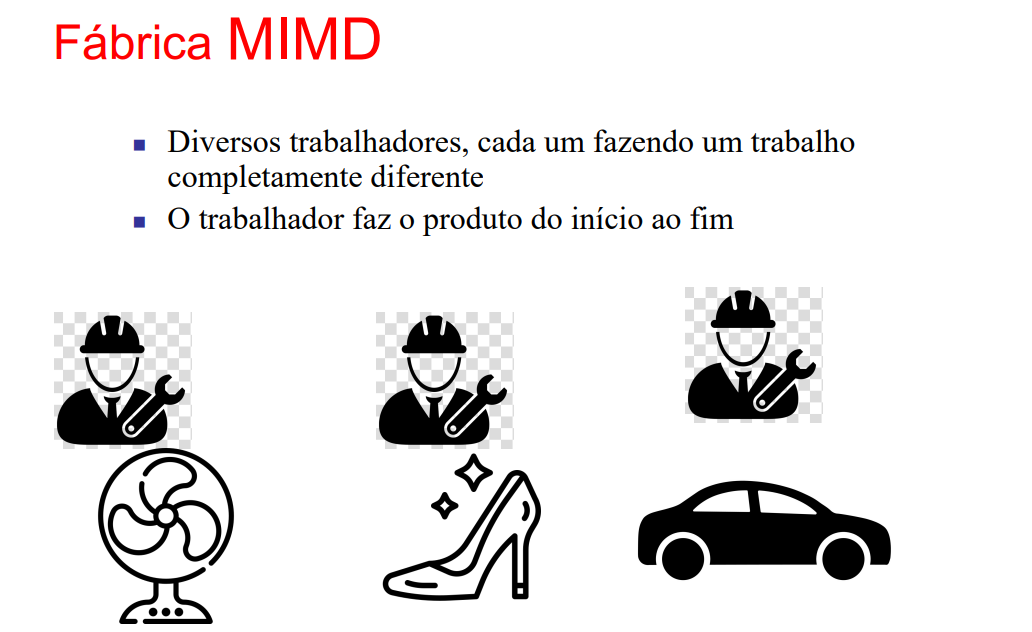 Fábrica MIMD
Diversos trabalhadores, cada um fazendo um trabalho
completamente diferente
O trabalhador faz o produto do início ao fim